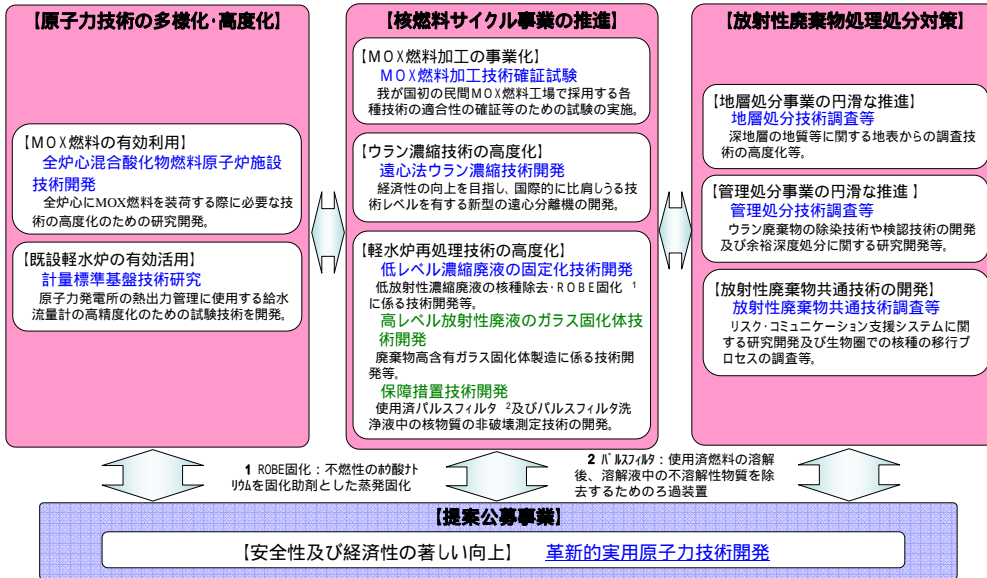 【原子力技術の多様化・高度化】
【MOX燃料の有効利用】
全炉心混合酸化物燃料原子炉施設
技術開発
全炉心にMOX燃料を装荷する際に必要な技
術の高度化のための研究開発。
【既設軽水炉の有効活用】
計量標準基盤技術研究
原子力発電所の熱出力管理に使用する給水
流量計の高精度化のための試験技術を開発。
【核燃料サイクル事業の推進】
【MOX燃料加工の事業化】
MOX燃料加工技術確証試験
我が国初の民間MOX燃料工場で採用する各
種技術の適合性の確証等のための試験の実施。
【ウラン濃縮技術の高度化】
遠心法ウラン濃縮技術開発
経済性の向上を目指し、国際的に比肩しうる技
術レベルを有する新型の遠心分離機の開発。
【軽水炉再処理技術の高度化】
低レベル濃縮廃液の固定化技術開発
低放射性濃縮廃液の核種除去・ROBE固化 1
に係る技術開発等。
高レベル放射性廃液のガラス固化体技
術開発
廃棄物高含有ガラス固化体製造に係る技術開
発等。
保障措置技術開発
使用済パルスフィルタ 2及びパルスフィルタ洗
浄液中の核物質の非破壊測定技術の開発。
【放射性廃棄物処理処分対策】
【地層処分事業の円滑な推進】
地層処分技術調査等
深地層の地質等に関する地表からの調査技
術の高度化等。
【管理処分事業の円滑な推進 】
管理処分技術調査等
ウラン廃棄物の除染技術や検認技術の開発
及び余裕深度処分に関する研究開発等。
【放射性廃棄物共通技術の開発】
放射性廃棄物共通技術調査等
リスク・コミュニケーション支援システムに関
する研究開発及び生物圏での核種の移行プ
ロセスの調査等。
1 ROBE固化:不燃性のホウ酸ナト
リウムを固化助剤とした蒸発固化
2 パルスフィルタ:使用済燃料の溶解
後、溶解液中の不溶解性物質を除
去するためのろ過装置
【提案公募事業】
【安全性及び経済性の著しい向上】 革新的実用原子力技術開発